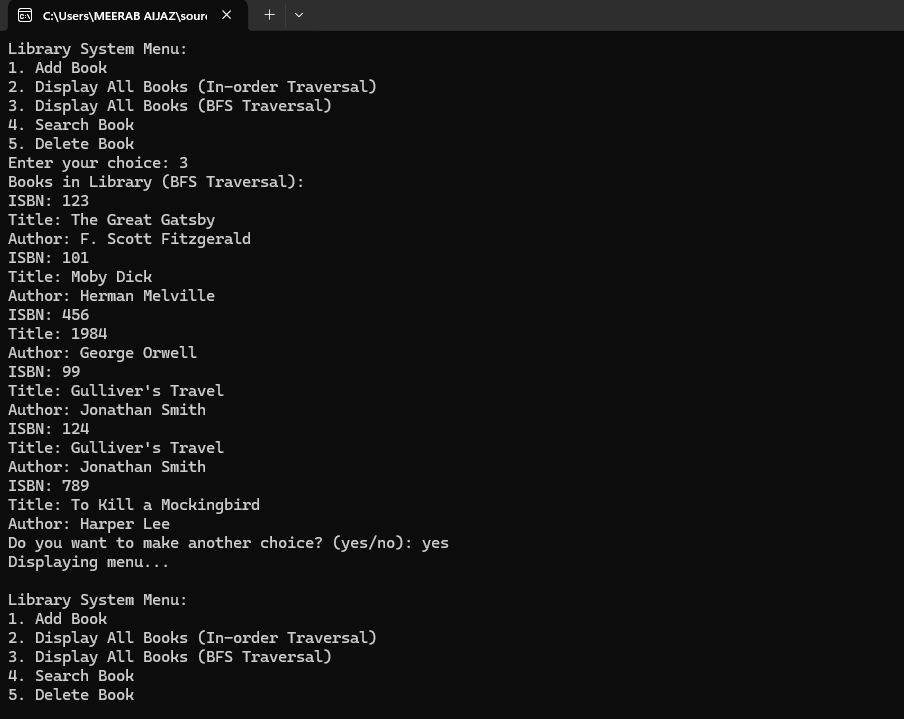 C:\Users\MEERAB AIJAZ\sour
Library System Menu:
1. Add Book
2. Display All Books (In-order Traversal)
3. Display All Books (BFS Traversal)
4. Search Book
5. Delete Book
Enter your choice: 3
Books in Library (BFS Traversal):
ISBN: 123
Title: The Great Gatsby
Author: F. Scott Fitzgerald
ISBN: 101
Title: Moby Dick
Author: Herman Melville
ISBN: 456
Title: 1984
Author: George Orwell
ISBN: 99
Title: Gulliver's Travel
Author: Jonathan Smith
ISBN: 124
Title: Gulliver's Travel
Author: Jonathan Smith
ISBN: 789
Title: To Kill a Mockingbird
Author: Harper Lee
Do you want to make another choice? (yes/no): yes
Displaying menu...
Library System Menu:
1. Add Book
2. Display All Books (In-order Traversal)
3. Display All Books (BFS Traversal)
4. Search Book
5. Delete Book